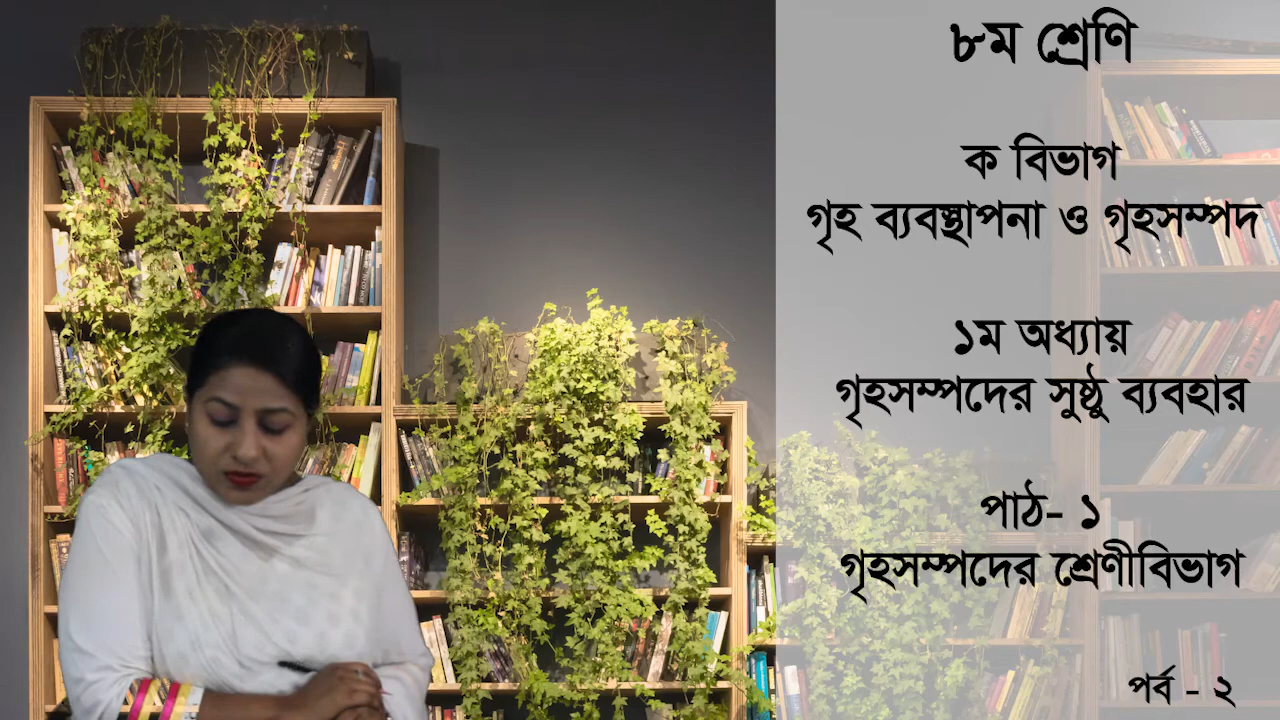 ৮ম শ্রেণি
ক বিভাগ
গৃহ ব্যবস্থাপনা ও গৃহসম্পদ
১ম অধ্যায়
গৃহসম্পদের সুষ্ঠু ব্যবহার
পাঠ- ১
গৃহসম্পদের শ্রেণীবিভাগ
পর্ব - ২